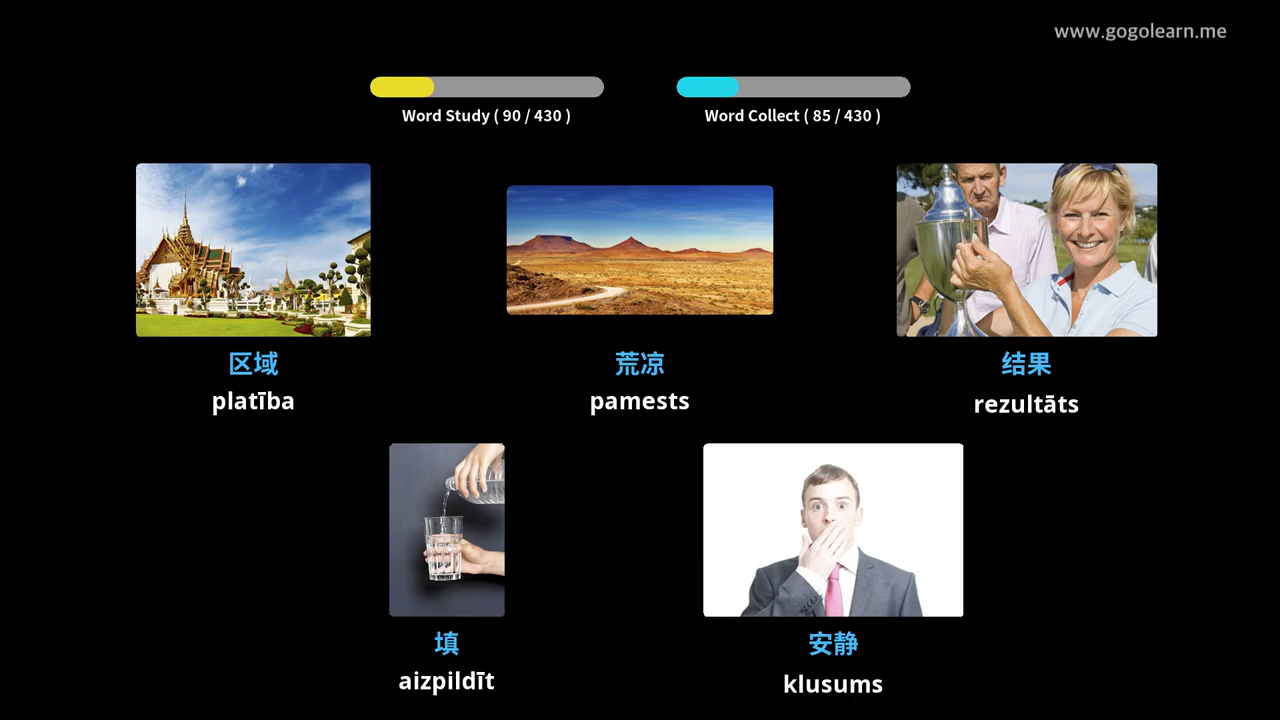 www.gogolearn.me
Word Study ( 90 / 430 )
Word Collect ( 85 / 430 )
区域
platība
荒凉
pamests
结果
rezultāts
填
aizpildīt
安静
klusums